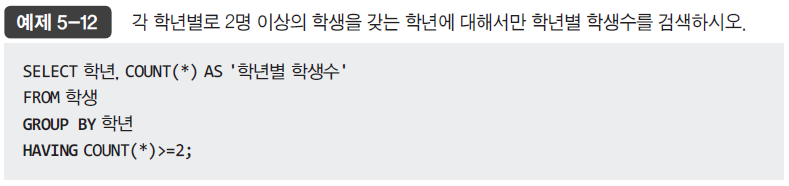 예제 5-12 각 학년별로 2명 이상의 학생을 갖는 학년에 대해서만 학년별 학생수를 검색하시오.
SELECT 학년, COUNT(*) AS '학년별 학생수'
FROM 학생
GROUP BY 학년
HAVING COUNT(*)>=2;